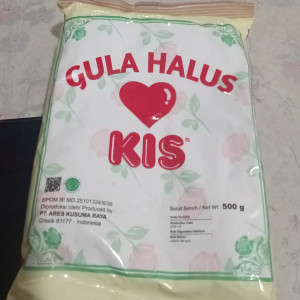 GULA HALUS
KIS
BPOM RI MD 251013243036
Diproduksi oleh/ Produced by
PT. ARES KUSUMA RAYA
Gresik 61177 - Indonesia
Berat Bersih / Net Wt. 500 g